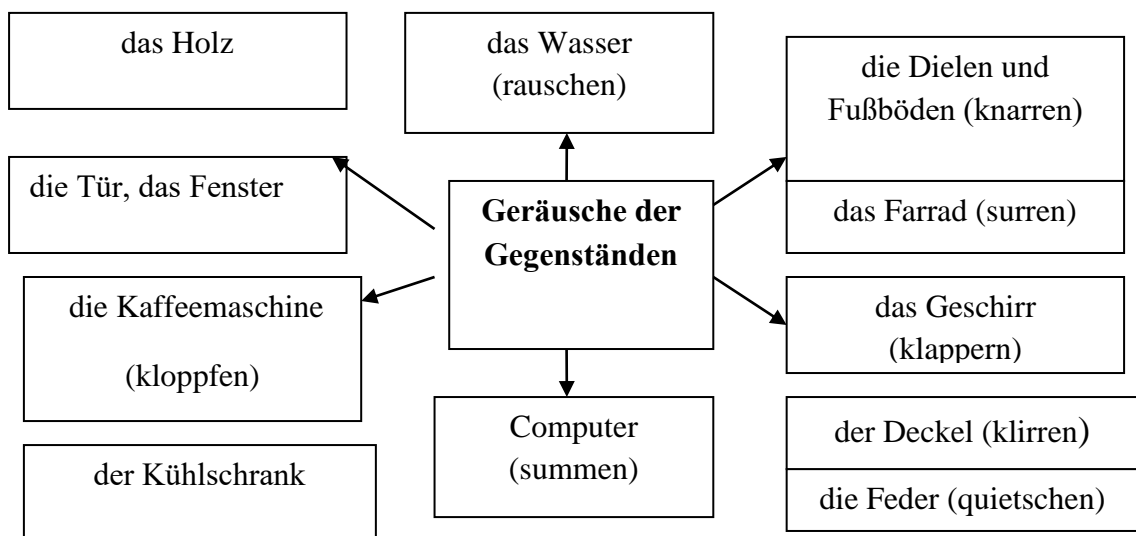 das Holz
das Wasser
(rauschen)
die Dielen und
Fußböden (knarren)
die Tür, das Fenster
Geräusche der
Gegenständen
das Farrad (surren)
die Kaffeemaschine
(kloppfen)
das Geschirr
(klappern)
Computer
(summen)
der Deckel (klirren)
der Kühlschrank
die Feder (quietschen)